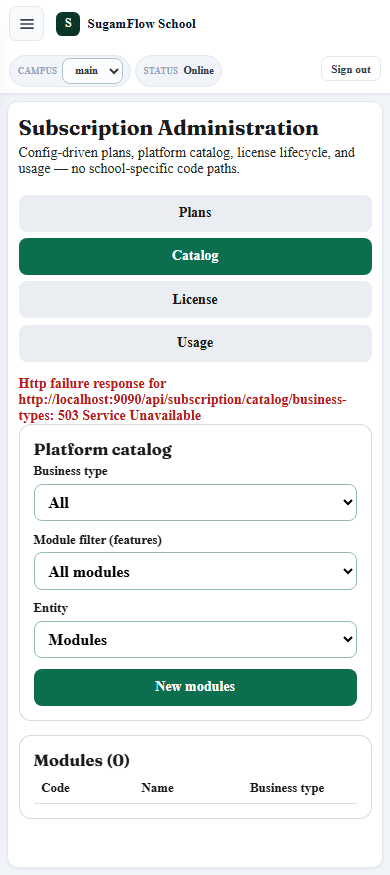 S SugamFlow School
CAMPUS main STATUS Online Sign out
Subscription Administration
Config-driven plans, platform catalog, license lifecycle, and
usage — no school-specific code paths.
Plans
Catalog
License
Usage
Http failure response for
http://localhost:9090/api/subscription/catalog/business-
types: 503 Service Unavailable
Platform catalog
Business type
All
Module filter (features)
All modules
Entity
Modules
New modules
Modules (0)
Code Name Business type